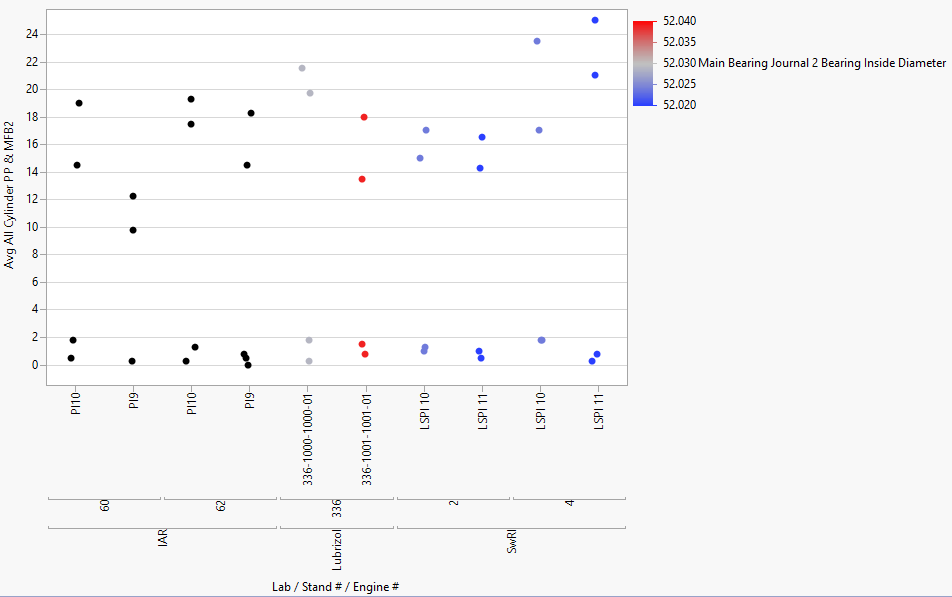 Avg All Cylinder PP & MFB2
24
22
20
18
16
14
12
10
8
6
4
2
0
PI10
PI9
PI10
PI9
336-1000-1000-01
336-1001-1001-01
LSPI 10
LSPI 11
LSPI 10
LSPI 11
60
62
336
2
4
IAR
Lubrizol
SwRI
Lab / Stand # / Engine #
52.040
52.035
52.030 Main Bearing Journal 2 Bearing Inside Diameter
52.025
52.020